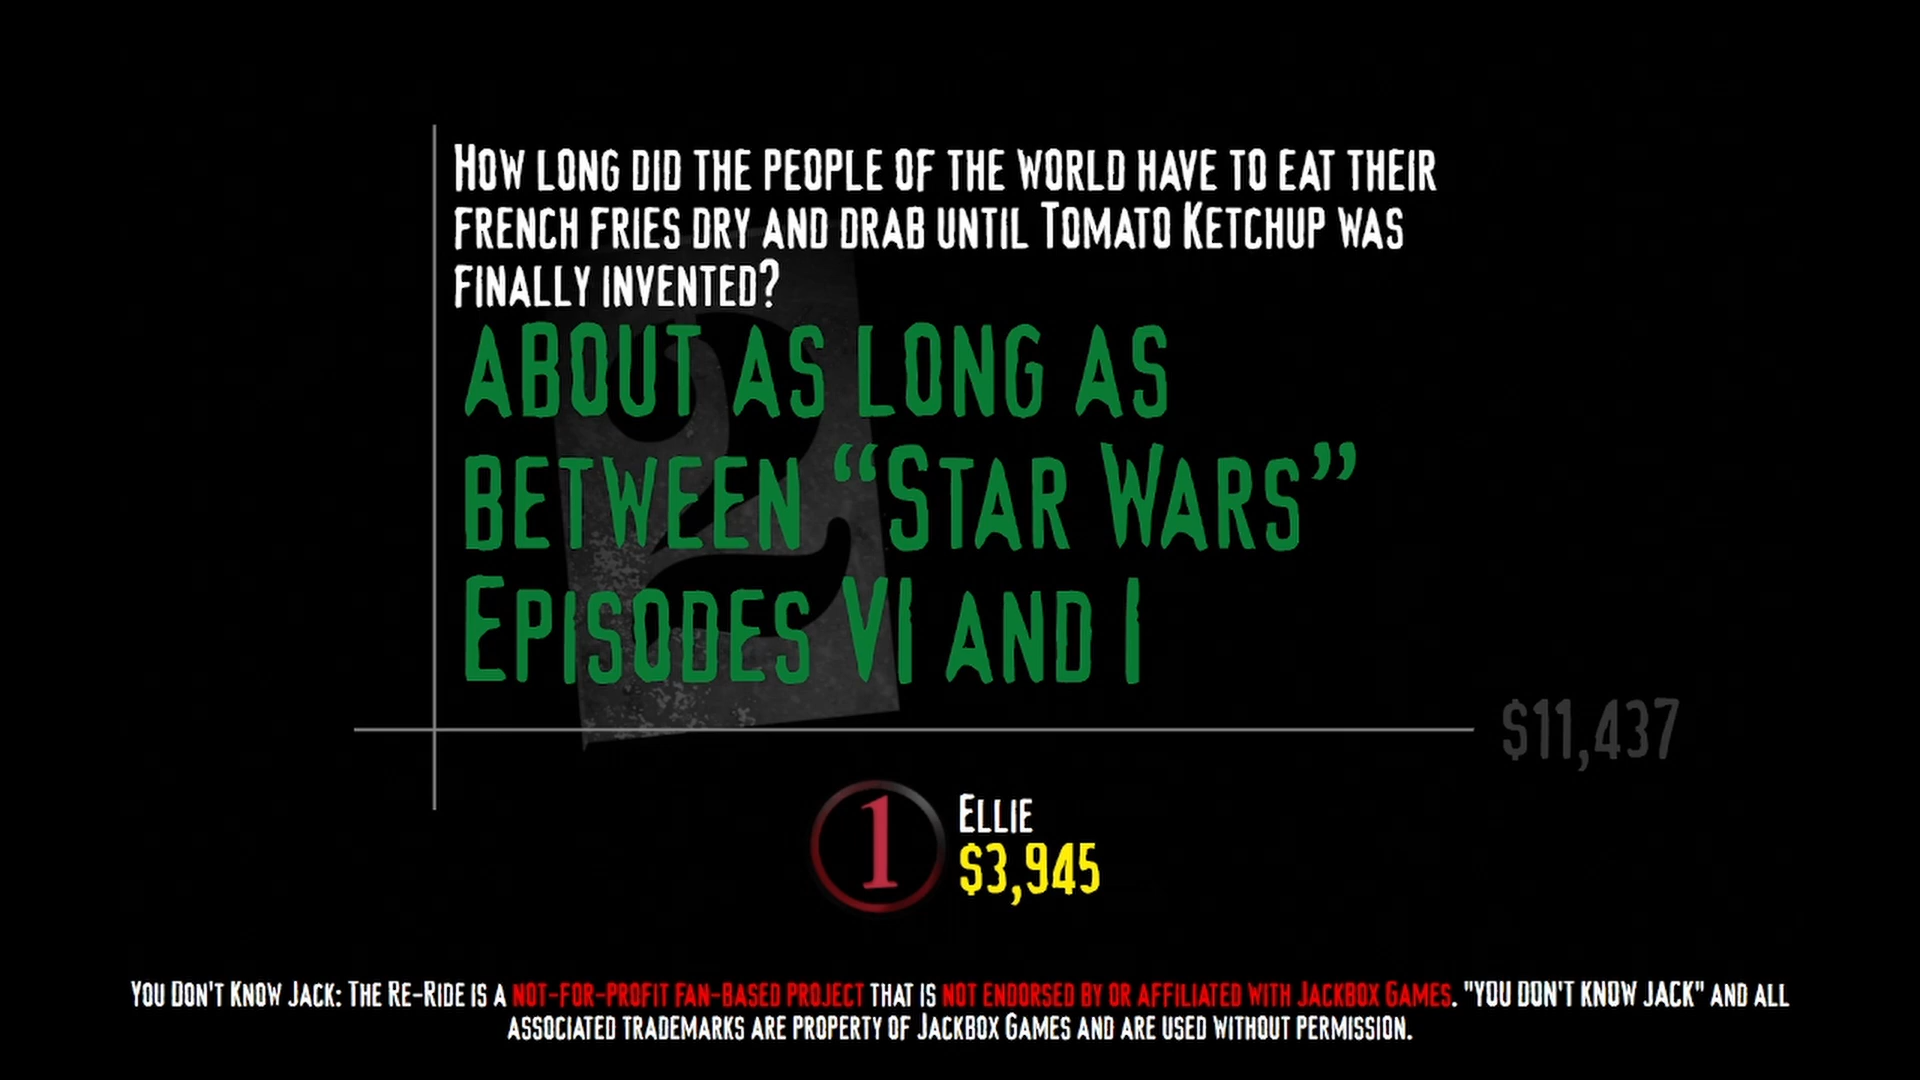 How long did the people of the world have to eat their
french fries dry and drab until Tomato Ketchup was
finally invented?
2
About as long as
between “Star Wars”
Episodes VI and I
$11,437
1
Ellie
$3,945
You Don't Know Jack: The Re-Ride is a not-for-profit fan-based project that is not endorsed by or affiliated with Jackbox Games. "YOU DON'T KNOW JACK" and all
associated trademarks are property of Jackbox Games and are used without permission.